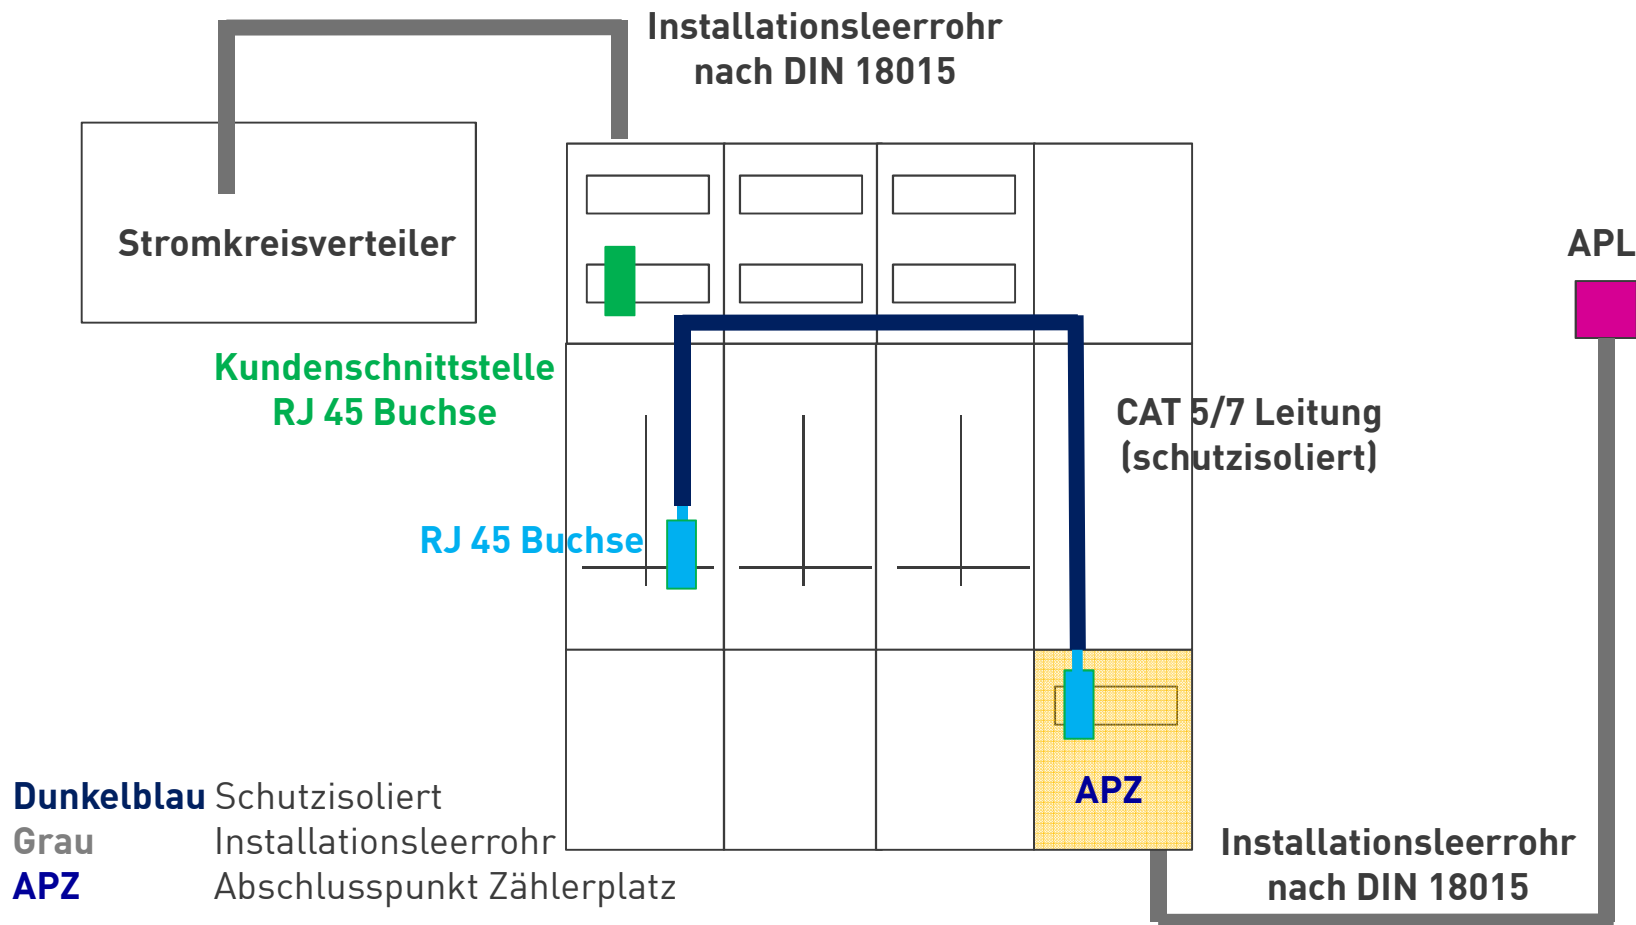 Installationsleerrohr
nach DIN 18015
Stromkreisverteiler
APL
Kundenschnittstelle
RJ 45 Buchse
CAT 5/7 Leitung
(schutzisoliert)
RJ 45 Buchse
APZ
Dunkelblau Schutzisoliert
Grau Installationsleerrohr
APZ Abschlusspunkt Zählerplatz
Installationsleerrohr
nach DIN 18015